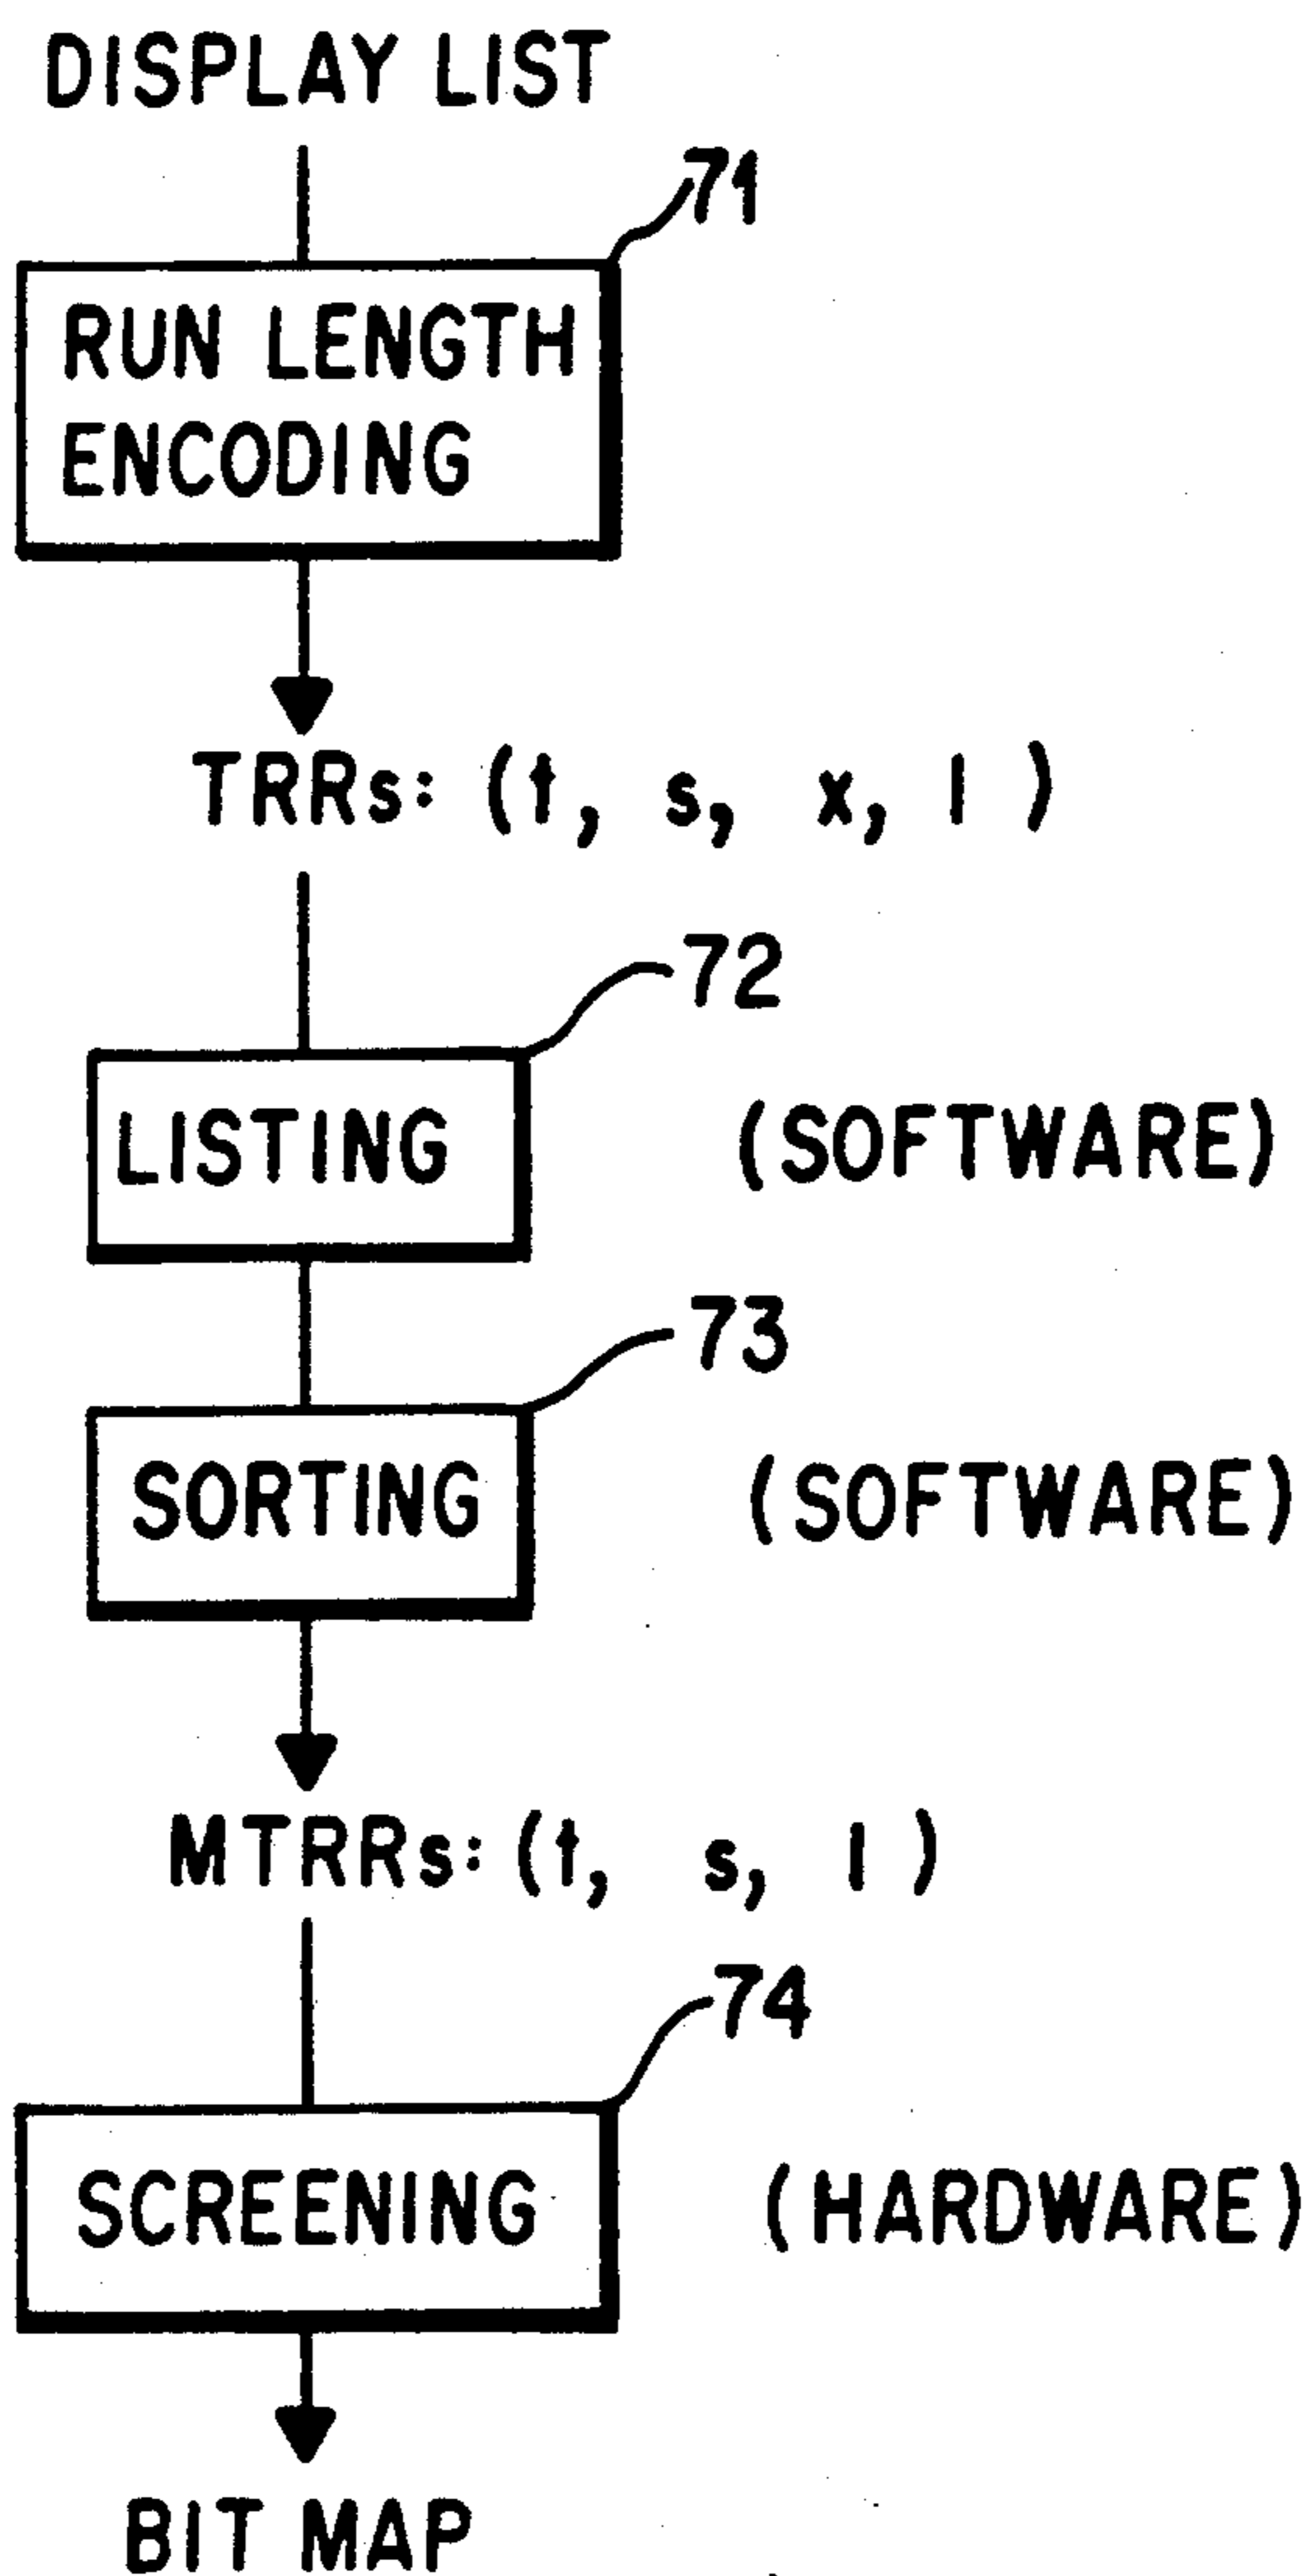 DISPLAY LIST
71
RUN LENGTH
ENCODING
TRRs: (t, s, x, l )
72
LISTING (SOFTWARE)
73
SORTING (SOFTWARE)
MTRRs: (t, s, l )
74
SCREENING (HARDWARE)
BIT MAP